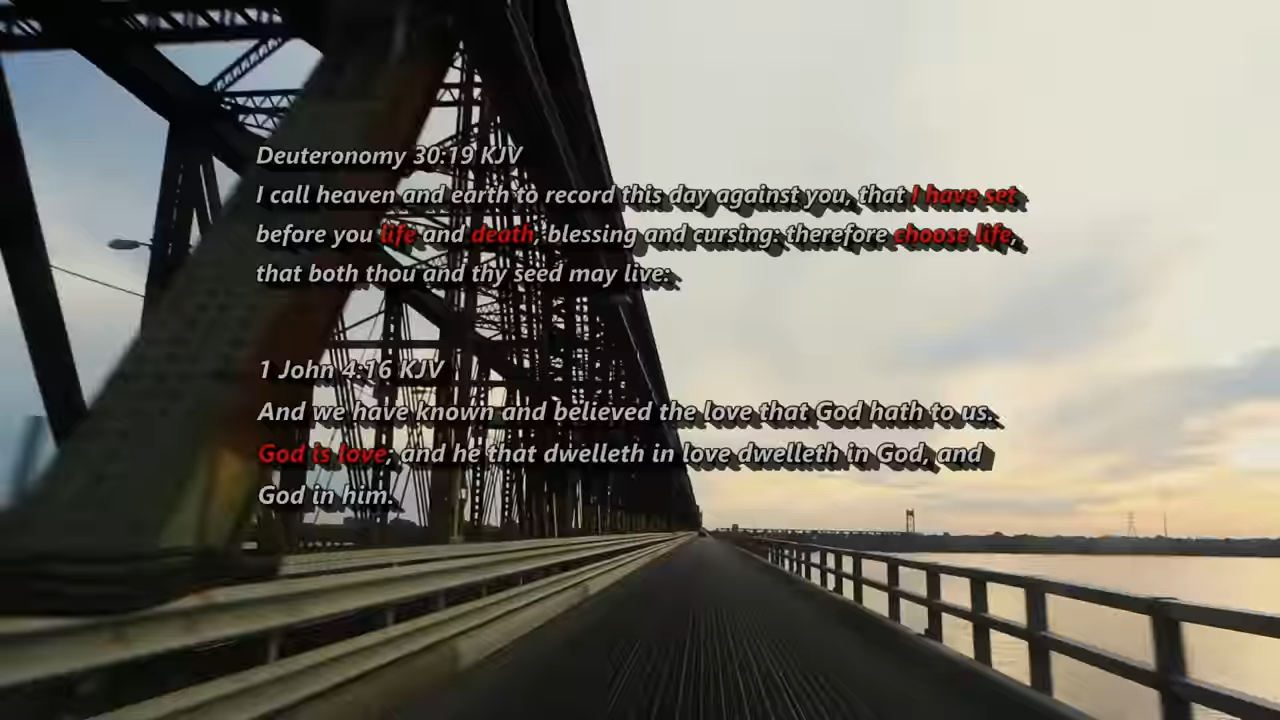 Deuteronomy 30:19 KJV
I call heaven and earth to record this day against you, that I have set
before you life and death, blessing and cursing: therefore choose life,
that both thou and thy seed may live:
1 John 4:16 KJV
And we have known and believed the love that God hath to us.
God is love; and he that dwelleth in love dwelleth in God, and
God in him.